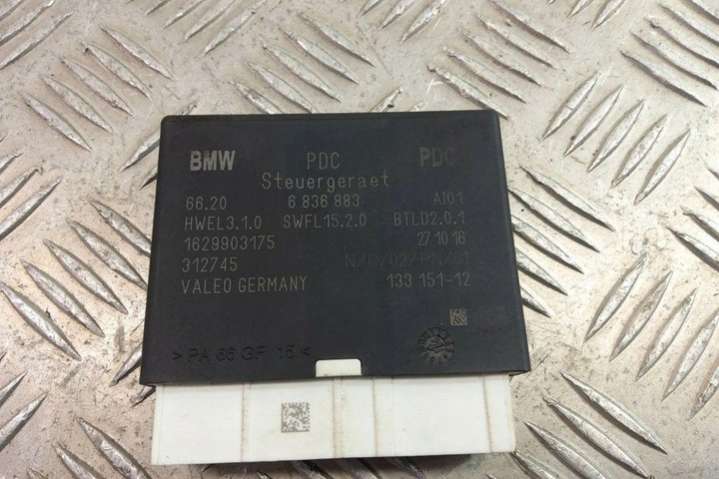 BMW PDC PDC
Steuergeraet
66.20 6 836 883 AI01
HWEL3.1.0 SWFL15.2.0 BTLD2.0.1
1629903175 27 10 16
312745
VALEO GERMANY 133 151-12
>PA 66 GF 15<